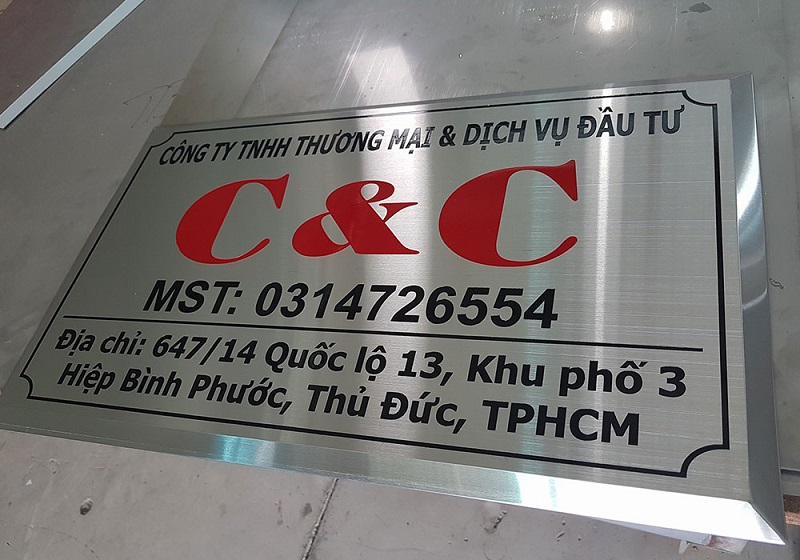 CÔNG TY TNHH THƯƠNG MẠI & DỊCH VỤ ĐẦU TƯ
C&C
MST: 0314726554
Địa chỉ: 647/14 Quốc lộ 13, Khu phố 3
Hiệp Bình Phước, Thủ Đức, TPHCM